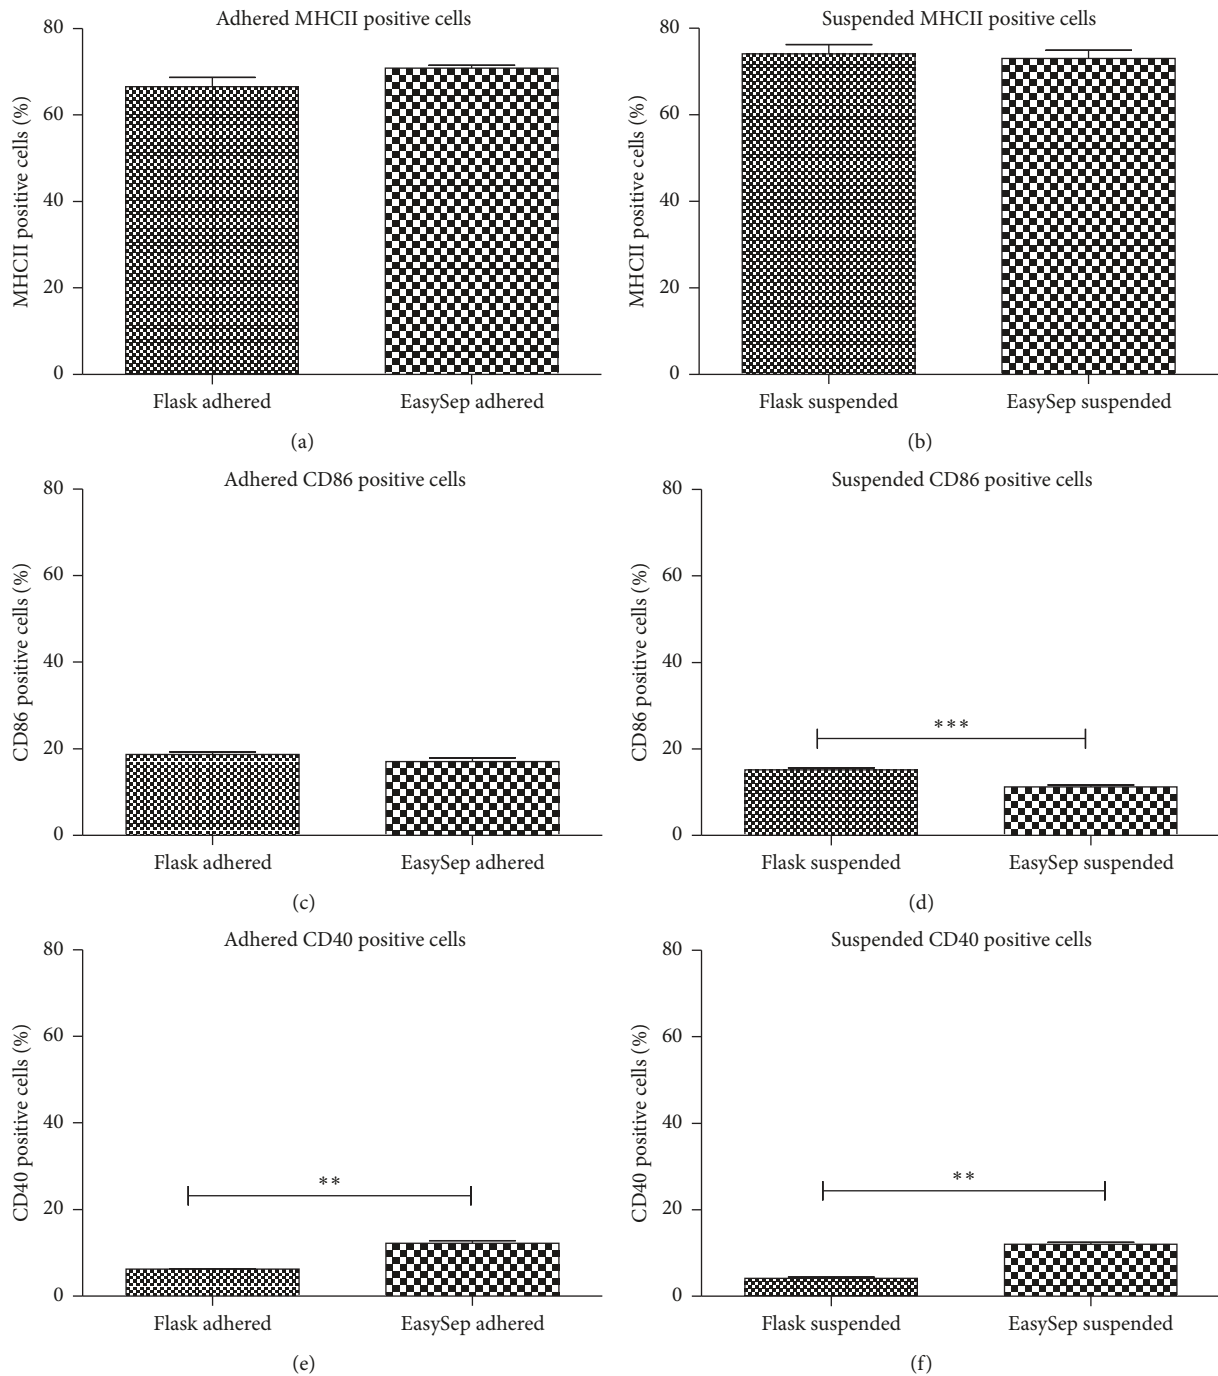 Adhered MHCII positive cells
MHCII positive cells (%)
80
60
40
20
0
Flask adhered
EasySep adhered
(a)
Suspended MHCII positive cells
MHCII positive cells (%)
80
60
40
20
0
Flask suspended
EasySep suspended
(b)
Adhered CD86 positive cells
CD86 positive cells (%)
80
60
40
20
0
Flask adhered
EasySep adhered
(c)
Suspended CD86 positive cells
CD86 positive cells (%)
80
60
40
20
0
***
Flask suspended
EasySep suspended
(d)
Adhered CD40 positive cells
CD40 positive cells (%)
80
60
40
20
0
**
Flask adhered
EasySep adhered
(e)
Suspended CD40 positive cells
CD40 positive cells (%)
80
60
40
20
0
**
Flask suspended
EasySep suspended
(f)